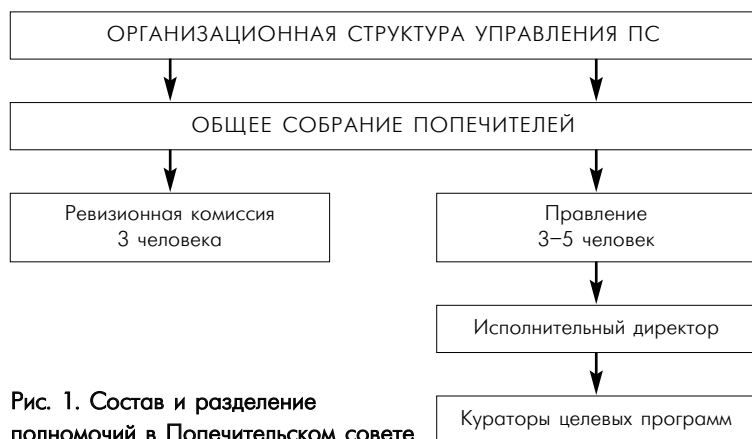 ОРГАНИЗАЦИОННАЯ СТРУКТУРА УПРАВЛЕНИЯ ПС
ОБЩЕЕ СОБРАНИЕ ПОПЕЧИТЕЛЕЙ
Ревизионная комиссия
3 человека
Правление
3–5 человек
Исполнительный директор
Кураторы целевых программ
Рис. 1. Состав и разделение
полномочий в Попечительском совете